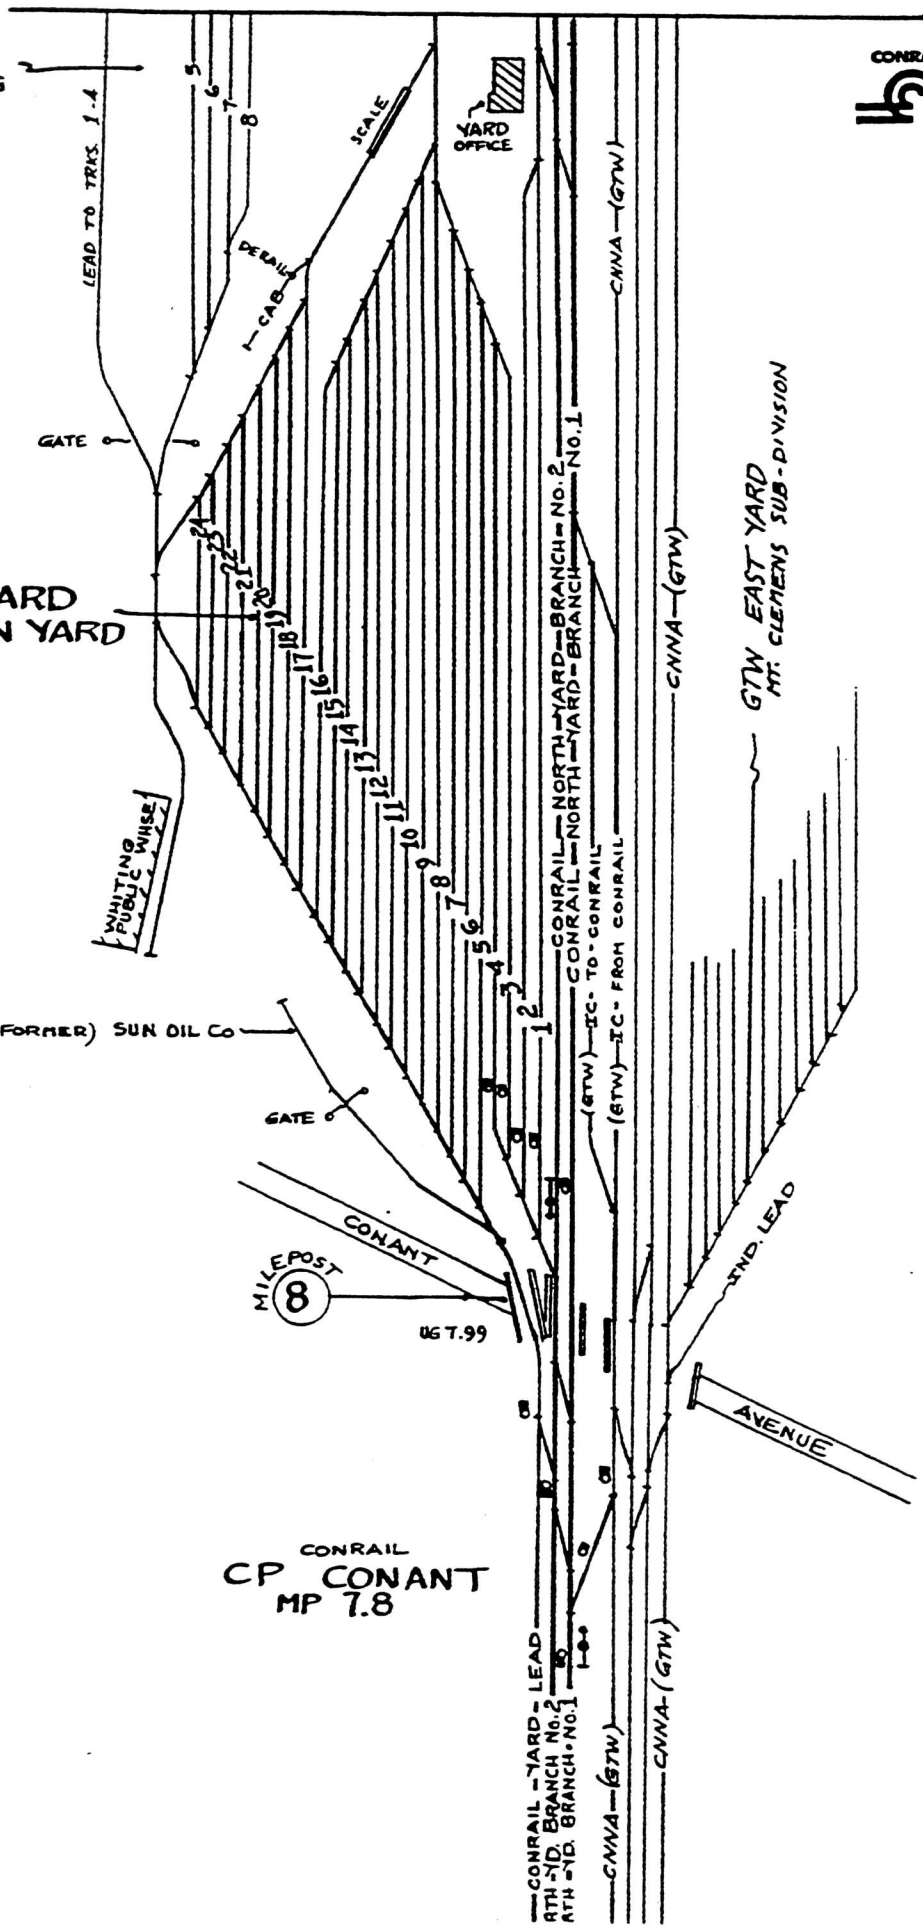 CONRA
LEAD TO TRKS. 1-4
5
6
7
8
SCALE
YARD
OFFICE
DERAIL
CAB
GATE
CNNA-(GTW)
CNNA-(GTW)
GTW EAST YARD
MT. CLEMENS SUB-DIVISION
ARD
N YARD
24
23
22
21
20
19
18
17
16
15
14
13
12
11
10
9
8
7
6
5
4
3
2
1
CONRAIL-NORTH-YARD-BRANCH-No.2
CONRAIL-NORTH-YARD-BRANCH-No.1
(GTW)-IC-TO-CONRAIL
(GTW)-IC-FROM CONRAIL
WHITING
PUBLIC WHSE
FORMER) SUN OIL Co
GATE
CONANT
MILEPOST
8
UG 7.99
IND. LEAD
AVENUE
CONRAIL
CP CONANT
MP 7.8
CONRAIL-YARD-LEAD
RTH-YD. BRANCH No.2
RTH-YD. BRANCH-No.1
CNNA-(GTW)
CNNA-(GTW)